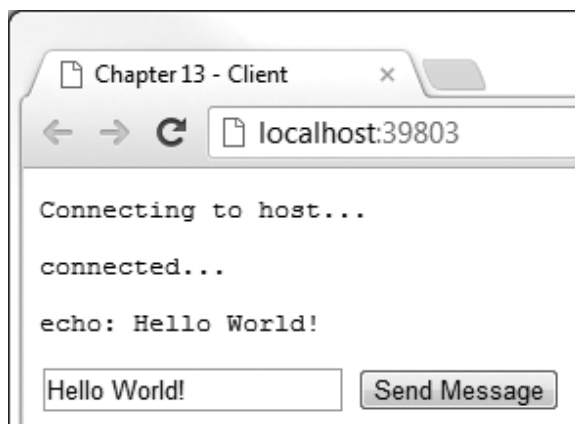 Chapter 13 - Client
localhost:39803
Connecting to host...
connected...
echo: Hello World!
Hello World! Send Message